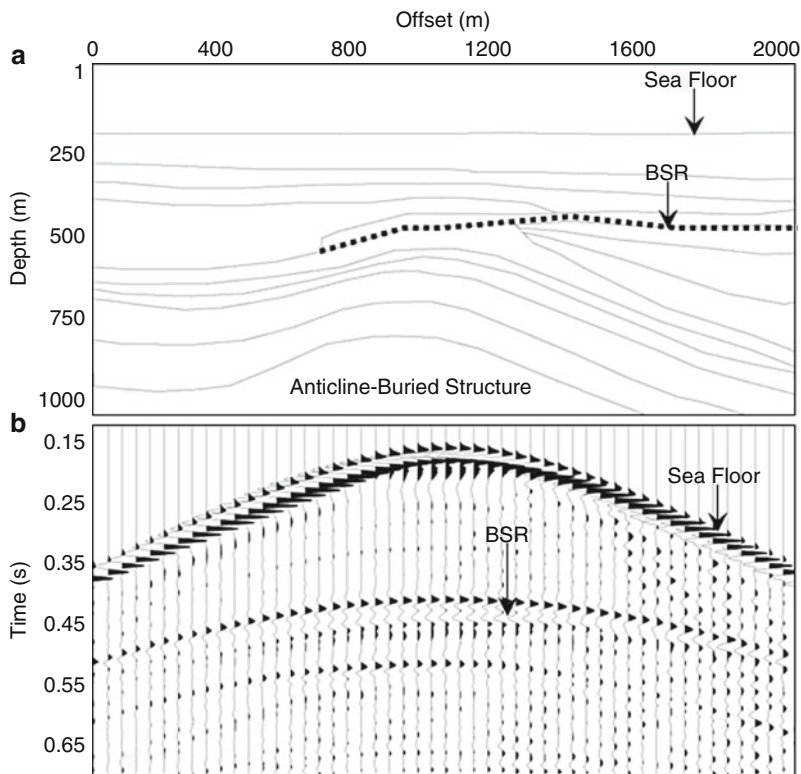 Offset (m)
0 400 800 1200 1600 2000
a
1
Sea Floor
250
BSR
500
Depth (m)
750
Anticline-Buried Structure
1000
b
0.15
Sea Floor
0.25
BSR
0.35
Time (s)
0.45
0.55
0.65